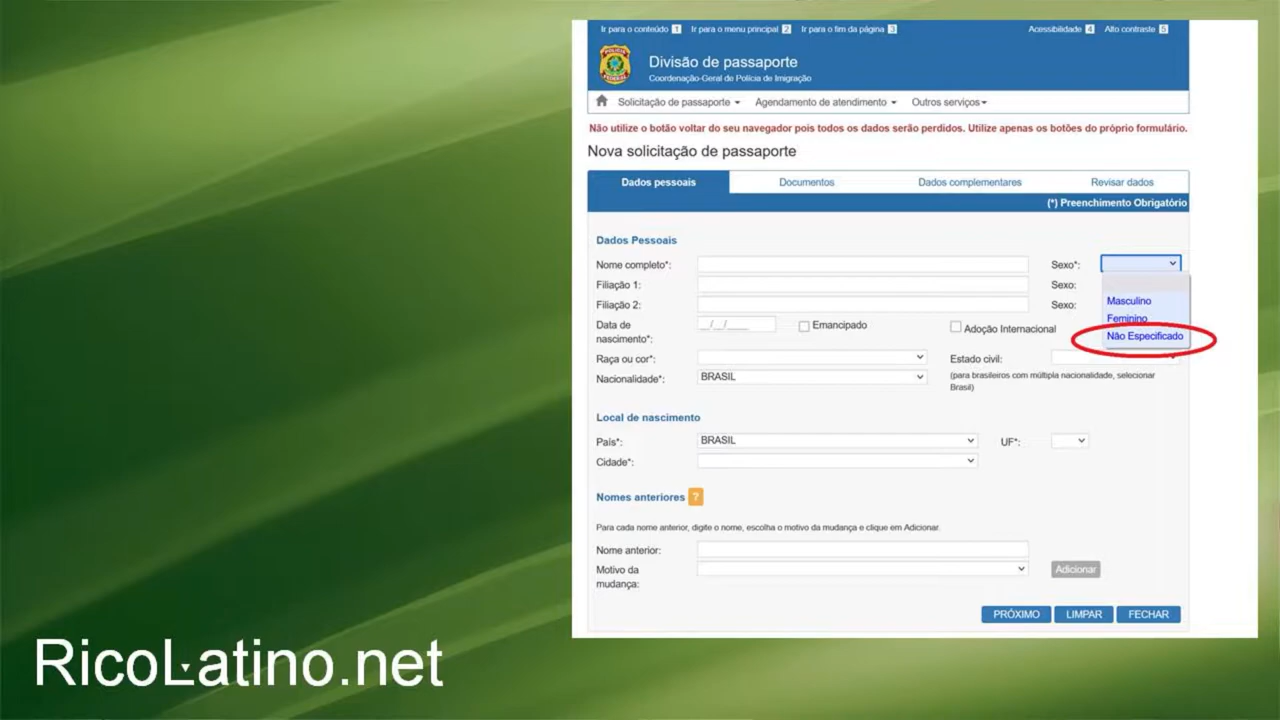 Ir para o conteúdo 1 Ir para o menu principal 2 Ir para o fim da página 3 Acessibilidade 4 Alto contraste 5
POLÍCIA FEDERAL
Divisão de passaporte
Coordenação-Geral de Polícia de Imigração
Solicitação de passaporte Agendamento de atendimento Outros serviços
Não utilize o botão voltar do seu navegador pois todos os dados serão perdidos. Utilize apenas os botões do próprio formulário.
Nova solicitação de passaporte
Dados pessoais Documentos Dados complementares Revisar dados
(*) Preenchimento Obrigatório
Dados Pessoais
Nome completo*: Sexo*:
Filiação 1: Sexo:
Filiação 2: Sexo:
Masculino
Feminino
Não Especificado
Data de nascimento*: __/__/____ Emancipado Adoção Internacional
Raça ou cor*: Estado civil:
Nacionalidade*: BRASIL (para brasileiros com múltipla nacionalidade, selecionar
Brasil)
Local de nascimento
País*: BRASIL UF*:
Cidade*:
Nomes anteriores ?
Para cada nome anterior, digite o nome, escolha o motivo da mudança e clique em Adicionar.
Nome anterior:
Motivo da mudança: Adicionar
PRÓXIMO LIMPAR FECHAR
RicoLatino.net